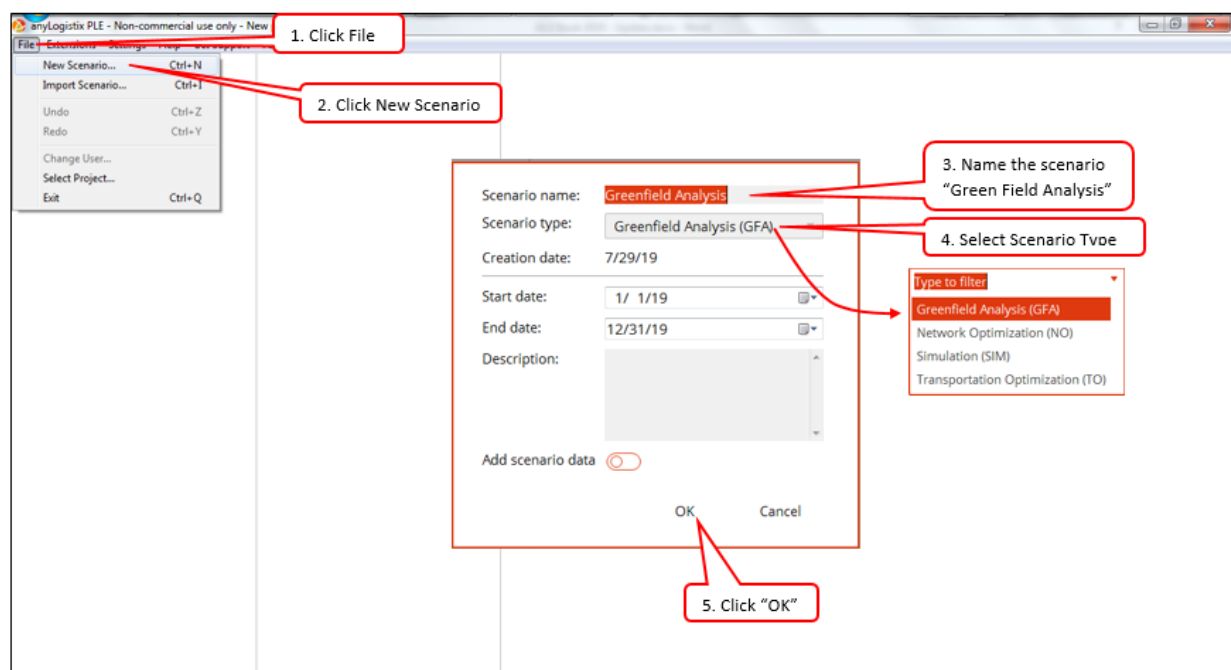 anyLogistix PLE - Non-commercial use only - New
File Extensions Settings Help
1. Click File
New Scenario... Ctrl+N
Import Scenario... Ctrl+I
Undo Ctrl+Z
Redo Ctrl+Y
Change User...
Select Project...
Exit Ctrl+Q
2. Click New Scenario
3. Name the scenario
“Green Field Analysis”
Scenario name: Greenfield Analysis
Scenario type: Greenfield Analysis (GFA)
4. Select Scenario Type
Creation date: 7/29/19
Start date: 1/ 1/19
End date: 12/31/19
Description:
Add scenario data
OK Cancel
Type to filter
Greenfield Analysis (GFA)
Network Optimization (NO)
Simulation (SIM)
Transportation Optimization (TO)
5. Click “OK”